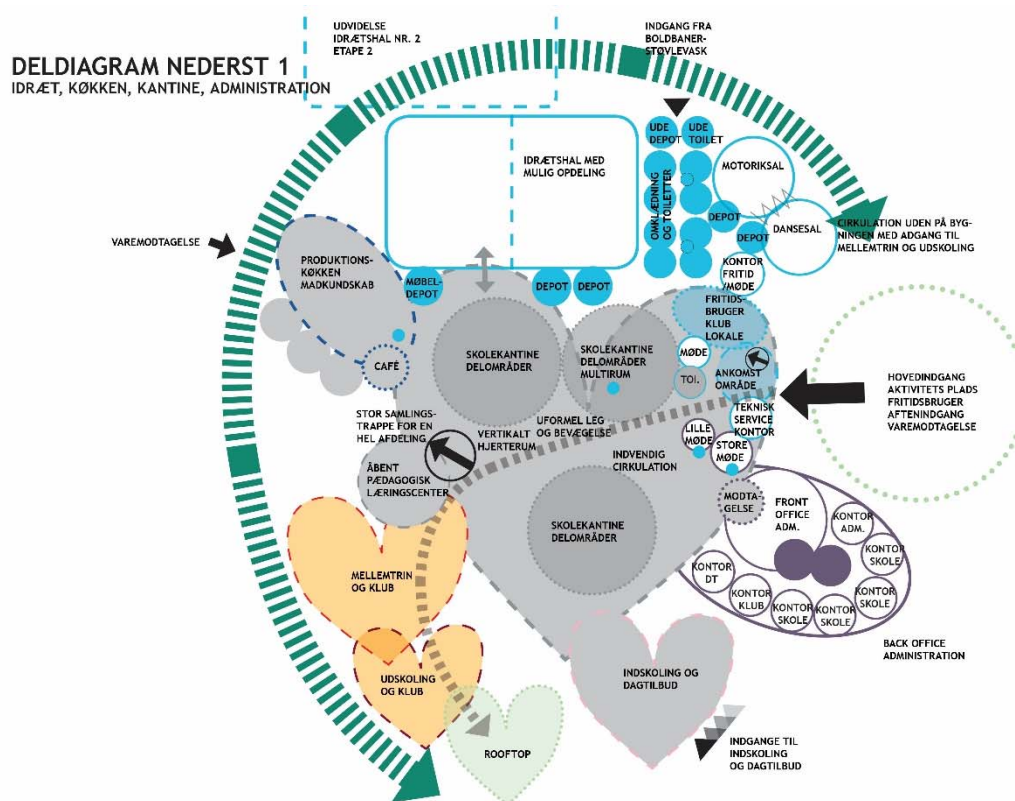 UDVIDELSE
IDRÆTSHAL NR. 2
ETAPE 2
INDGANG FRA
BOLDBANER-
STØVLEVASK
DELDIAGRAM NEDERST 1
IDRÆT, KØKKEN, KANTINE, ADMINISTRATION
UDE
DEPOT
UDE
TOILET
IDRÆTSHAL MED
MULIG OPDELING
OMKLÆDNING
OG TOILETTER
MOTORIKSAL
DEPOT
DANSESAL
DEPOT
CIRKULATION UDEN PÅ BYG-
NINGEN MED ADGANG TIL
MELLEMTRIN OG UDSKOLING
VAREMODTAGELSE
PRODUKTIONS-
KØKKEN
MADKUNDSKAB
MØBEL-
DEPOT
DEPOT
DEPOT
KONTOR
FRITID
/MØDE
FRITIDS-
BRUGER
KLUB
LOKALE
CAFÉ
SKOLEKANTINE
DELOMRÅDER
SKOLEKANTINE
DELOMRÅDER
MULTIRUM
MØDE
TOI.
ANKOMST
OMRÅDE
HOVEDINDGANG
AKTIVITETS PLADS
FRITIDSBRUGER
AFTENINDGANG
VAREMODTAGELSE
STOR SAMLINGS-
TRAPPE FOR EN
HEL AFDELING
VERTIKALT
HJERTERUM
UFORMEL LEG
OG BEVÆGELSE
TEKNISK
SERVICE
KONTOR
LILLE
MØDE
STORE
MØDE
INDVENDIG
CIRKULATION
ÅBENT
PÆDAGOGISK
LÆRINGSCENTER
MODTA-
GELSE
FRONT
OFFICE
ADM.
KONTOR
ADM.
SKOLEKANTINE
DELOMRÅDER
KONTOR
SKOLE
KONTOR
DT
KONTOR
KLUB
KONTOR
SKOLE
KONTOR
SKOLE
KONTOR
SKOLE
MELLEMTRIN
OG KLUB
BACK OFFICE
ADMINISTRATION
UDSKOLING
OG KLUB
INDSKOLING OG
DAGTILBUD
ROOFTOP
INDGANGE TIL
INDSKOLING
OG DAGTILBUD